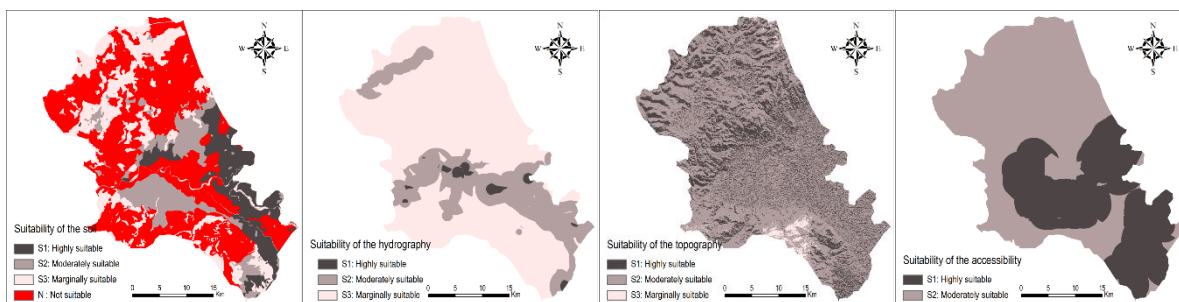 N
W E
S
Suitability of the soil
S1: Highly suitable
S2: Moderately suitable
S3: Marginally suitable
N : Not suitable
0 5 10 15
Km
N
W E
S
Suitability of the hydrography
S1: Highly suitable
S2: Moderately suitable
S3: Marginally suitable
0 5 10 15
Km
N
W E
S
Suitability of the topography
S1: Highly suitable
S2: Moderately suitable
S3: Marginally suitable
0 5 10 15
Km
N
W E
S
Suitability of the accessibility
S1: Highly suitable
S2: Moderately suitable
0 5 10 15
Km